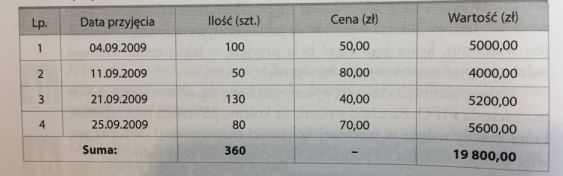 Lp. Data przyjęcia Ilość (szt.) Cena (zł) Wartość (zł)
1 04.09.2009 100 50,00 5000,00
2 11.09.2009 50 80,00 4000,00
3 21.09.2009 130 40,00 5200,00
4 25.09.2009 80 70,00 5600,00
Suma: 360 – 19 800,00